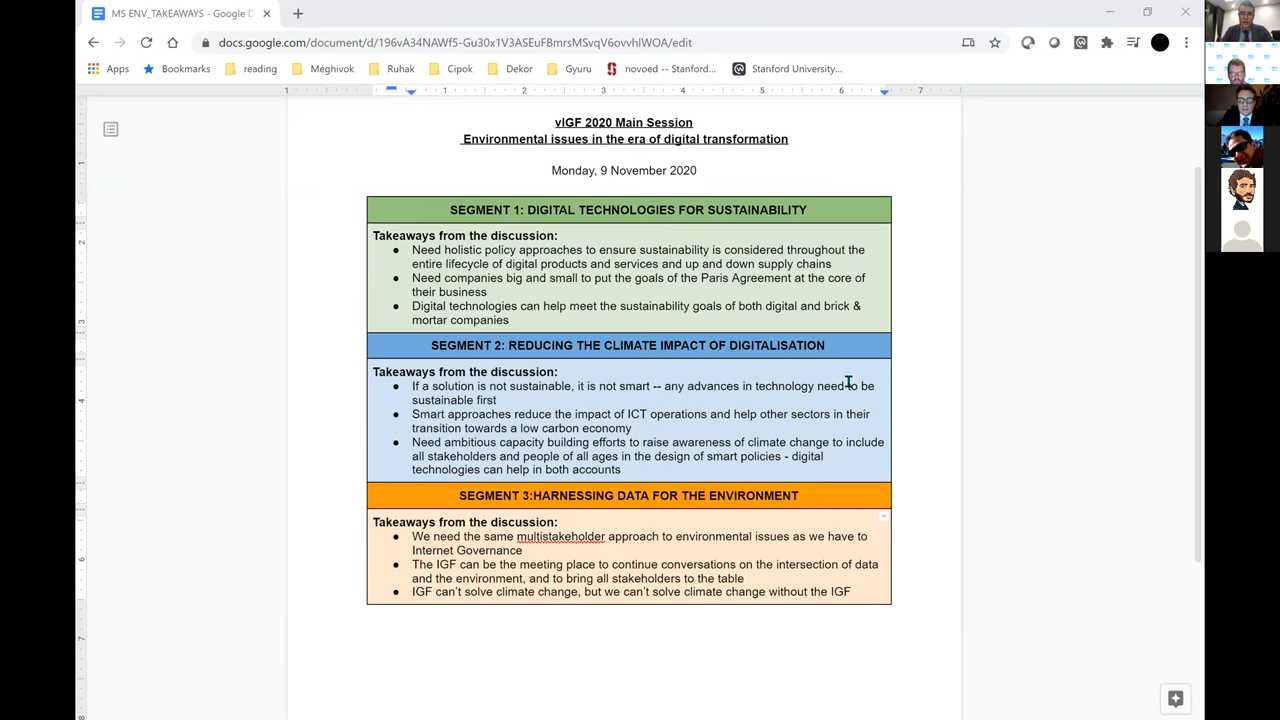 MS ENV_TAKEAWAYS - Google D
docs.google.com/document/d/196vA34NAWf5-Gu30x1V3ASEuFBmrsMSvqV6ovvhIWOA/edit
Apps Bookmarks reading Meghivok Ruhak Cipok Jatszo konyuru novoed -- Stanford... Stanford University ...
1 1 2 3 4 5 6 7
vIGF 2020 Main Session
Environmental issues in the era of digital transformation
Monday, 9 November 2020
SEGMENT 1: DIGITAL TECHNOLOGIES FOR SUSTAINABILITY
Takeaways from the discussion:
● Need holistic policy approaches to ensure sustainability is considered throughout the
entire lifecycle of digital products and services and up and down supply chains
● Need companies big and small to put the goals of the Paris Agreement at the core of
their business
● Digital technologies can help meet the sustainability goals of both digital and brick &
mortar companies
SEGMENT 2: REDUCING THE CLIMATE IMPACT OF DIGITALISATION
Takeaways from the discussion:
● If a solution is not sustainable, it is not smart -- any advances in technology need to be
sustainable first
● Smart approaches reduce the impact of ICT operations and help other sectors in their
transition towards a low carbon economy
● Need ambitious capacity building efforts to raise awareness of climate change to include
all stakeholders and people of all ages in the design of smart policies - digital
technologies can help in both accounts
SEGMENT 3:HARNESSING DATA FOR THE ENVIRONMENT
Takeaways from the discussion:
● We need the same multistakeholder approach to environmental issues as we have to
Internet Governance
● The IGF can be the meeting place to continue conversations on the intersection of data
and the environment, and to bring all stakeholders to the table
● IGF can't solve climate change, but we can't solve climate change without the IGF